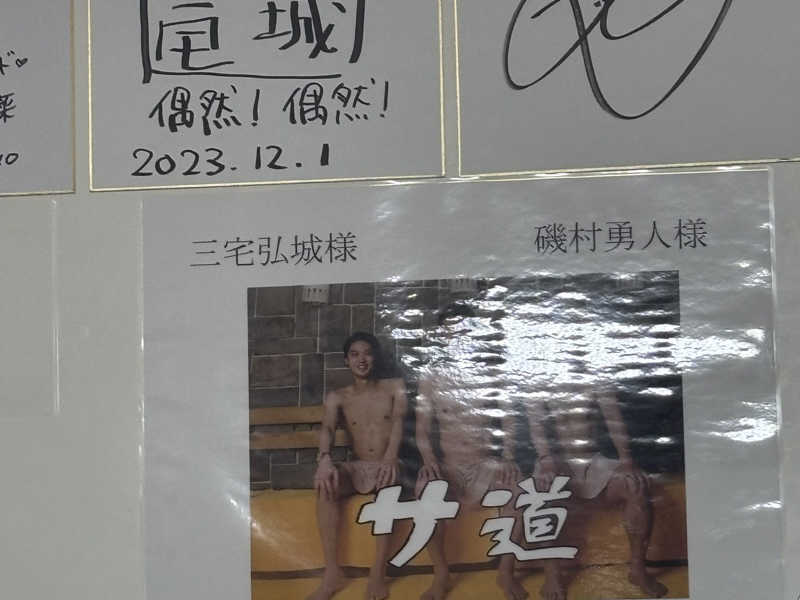 宅 城
偶然! 偶然!
2023.12.1
三宅弘城様
磯村勇人様
サ道